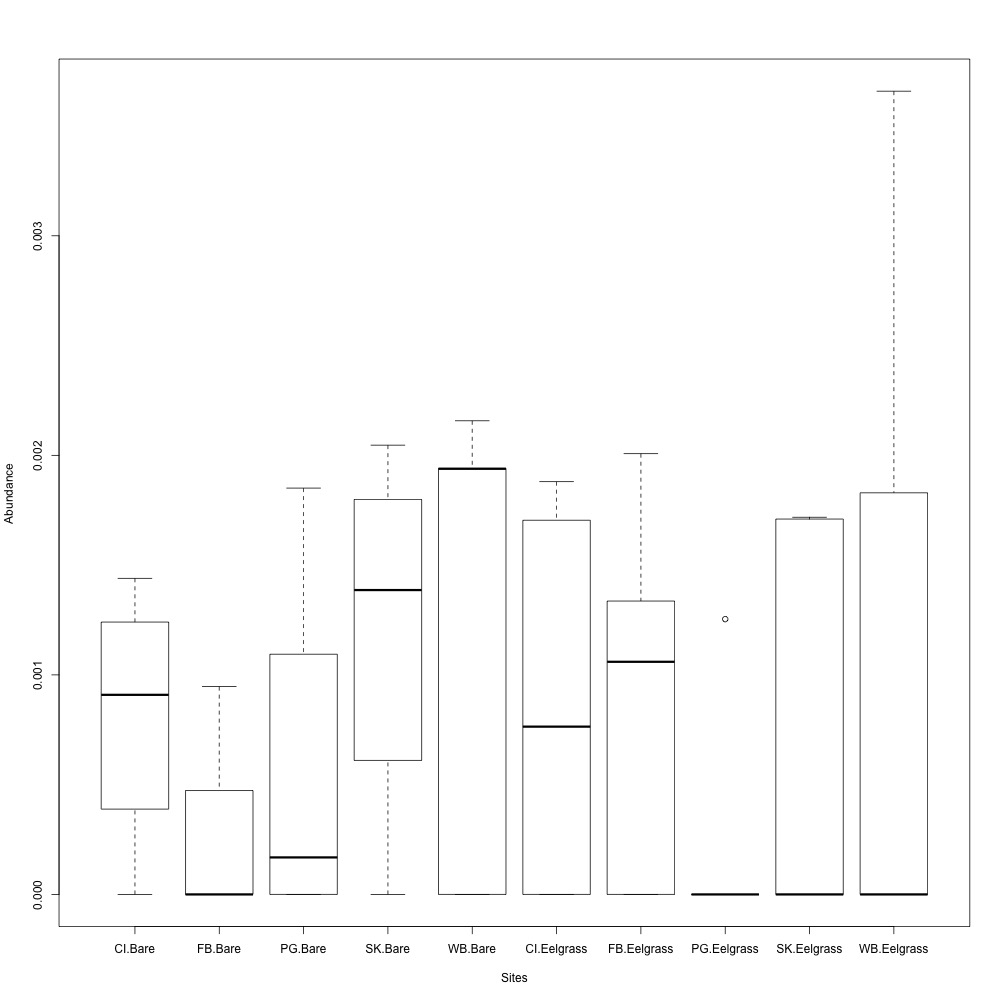 Abundance
0.003
0.002
0.001
0.000
CI.Bare FB.Bare PG.Bare SK.Bare WB.Bare CI.Eelgrass FB.Eelgrass PG.Eelgrass SK.Eelgrass WB.Eelgrass
Sites